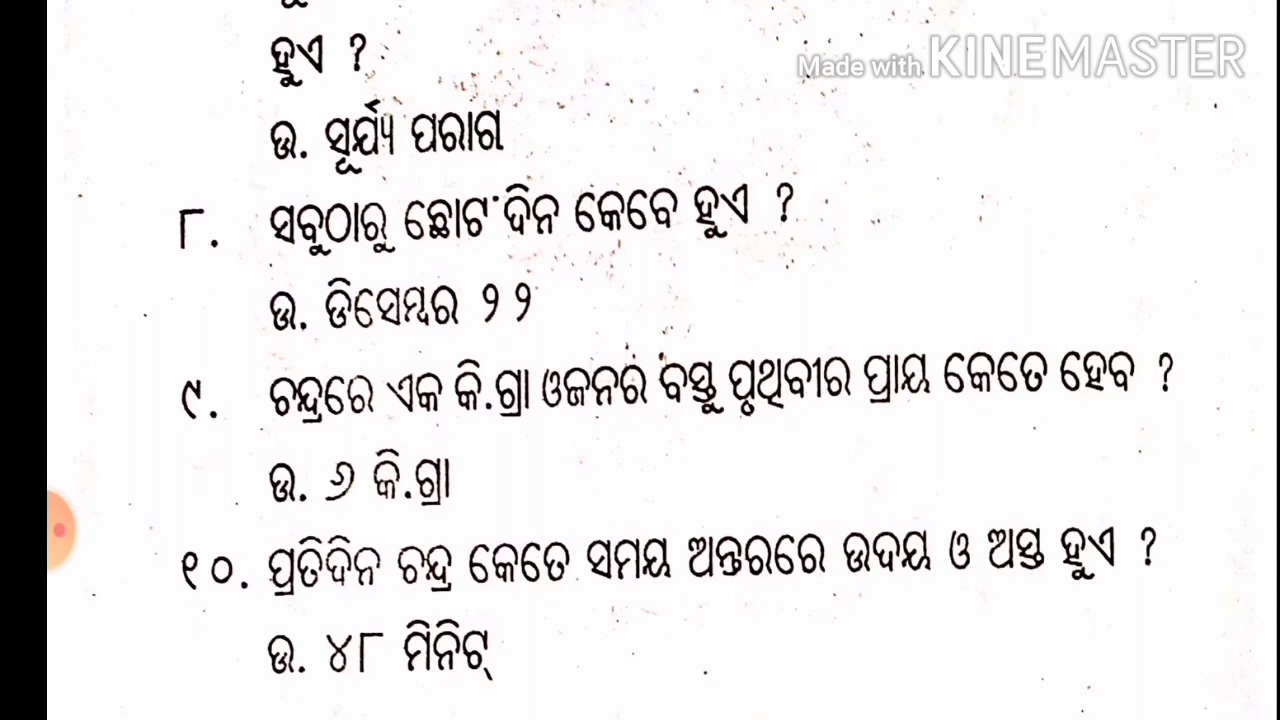 ହୁଏ ?
Made with KINEMASTER
ଉ. ସୂର୍ଯ୍ୟ ପରାଗ
୮. ସବୁଠାରୁ ଛୋଟ ଦିନ କେବେ ହୁଏ ?
ଉ. ଡିସେମ୍ବର ୨୨
୯. ଚନ୍ଦ୍ରରେ ଏକ କି.ଗ୍ରା ଓଜନର ବସ୍ତୁ ପୃଥିବୀର ପ୍ରାୟ କେତେ ହେବ ?
ଉ. ୬ କି.ଗ୍ରା
୧୦. ପ୍ରତିଦିନ ଚନ୍ଦ୍ର କେତେ ସମୟ ଅନ୍ତରରେ ଉଦୟ ଓ ଅସ୍ତ ହୁଏ ?
ଉ. ୪୮ ମିନିଟ୍